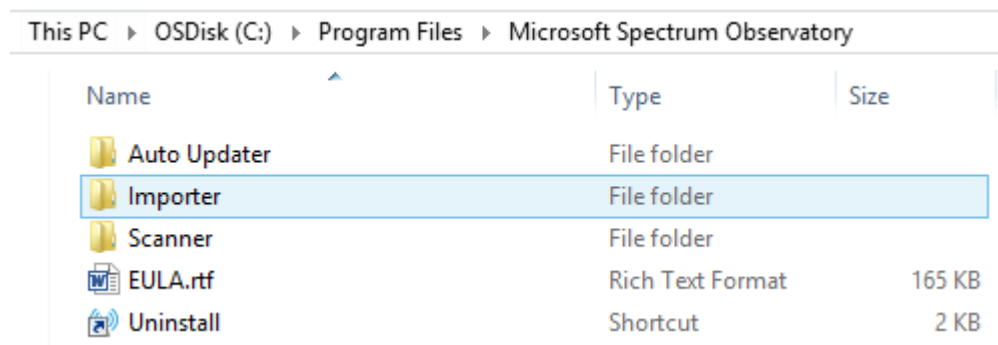 This PC OSDisk (C:) Program Files Microsoft Spectrum Observatory
Name Type Size
Auto Updater File folder
Importer File folder
Scanner File folder
EULA.rtf Rich Text Format 165 KB
Uninstall Shortcut 2 KB